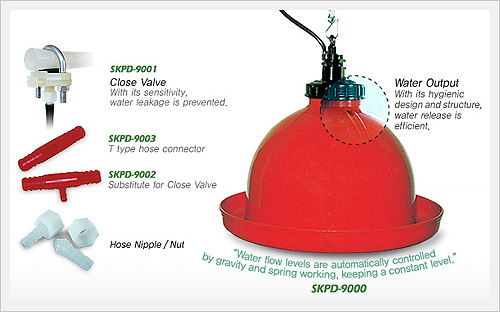 SKPD-9001
Close Valve
With its sensitivity,
water leakage is prevented.
SKPD-9003
T type hose connector
SKPD-9002
Substitute for Close Valve
Hose Nipple / Nut
Water Output
With its hygienic
design and structure,
water release is
efficient.
"Water flow levels are automatically controlled
by gravity and spring working, keeping a constant level."
SKPD-9000